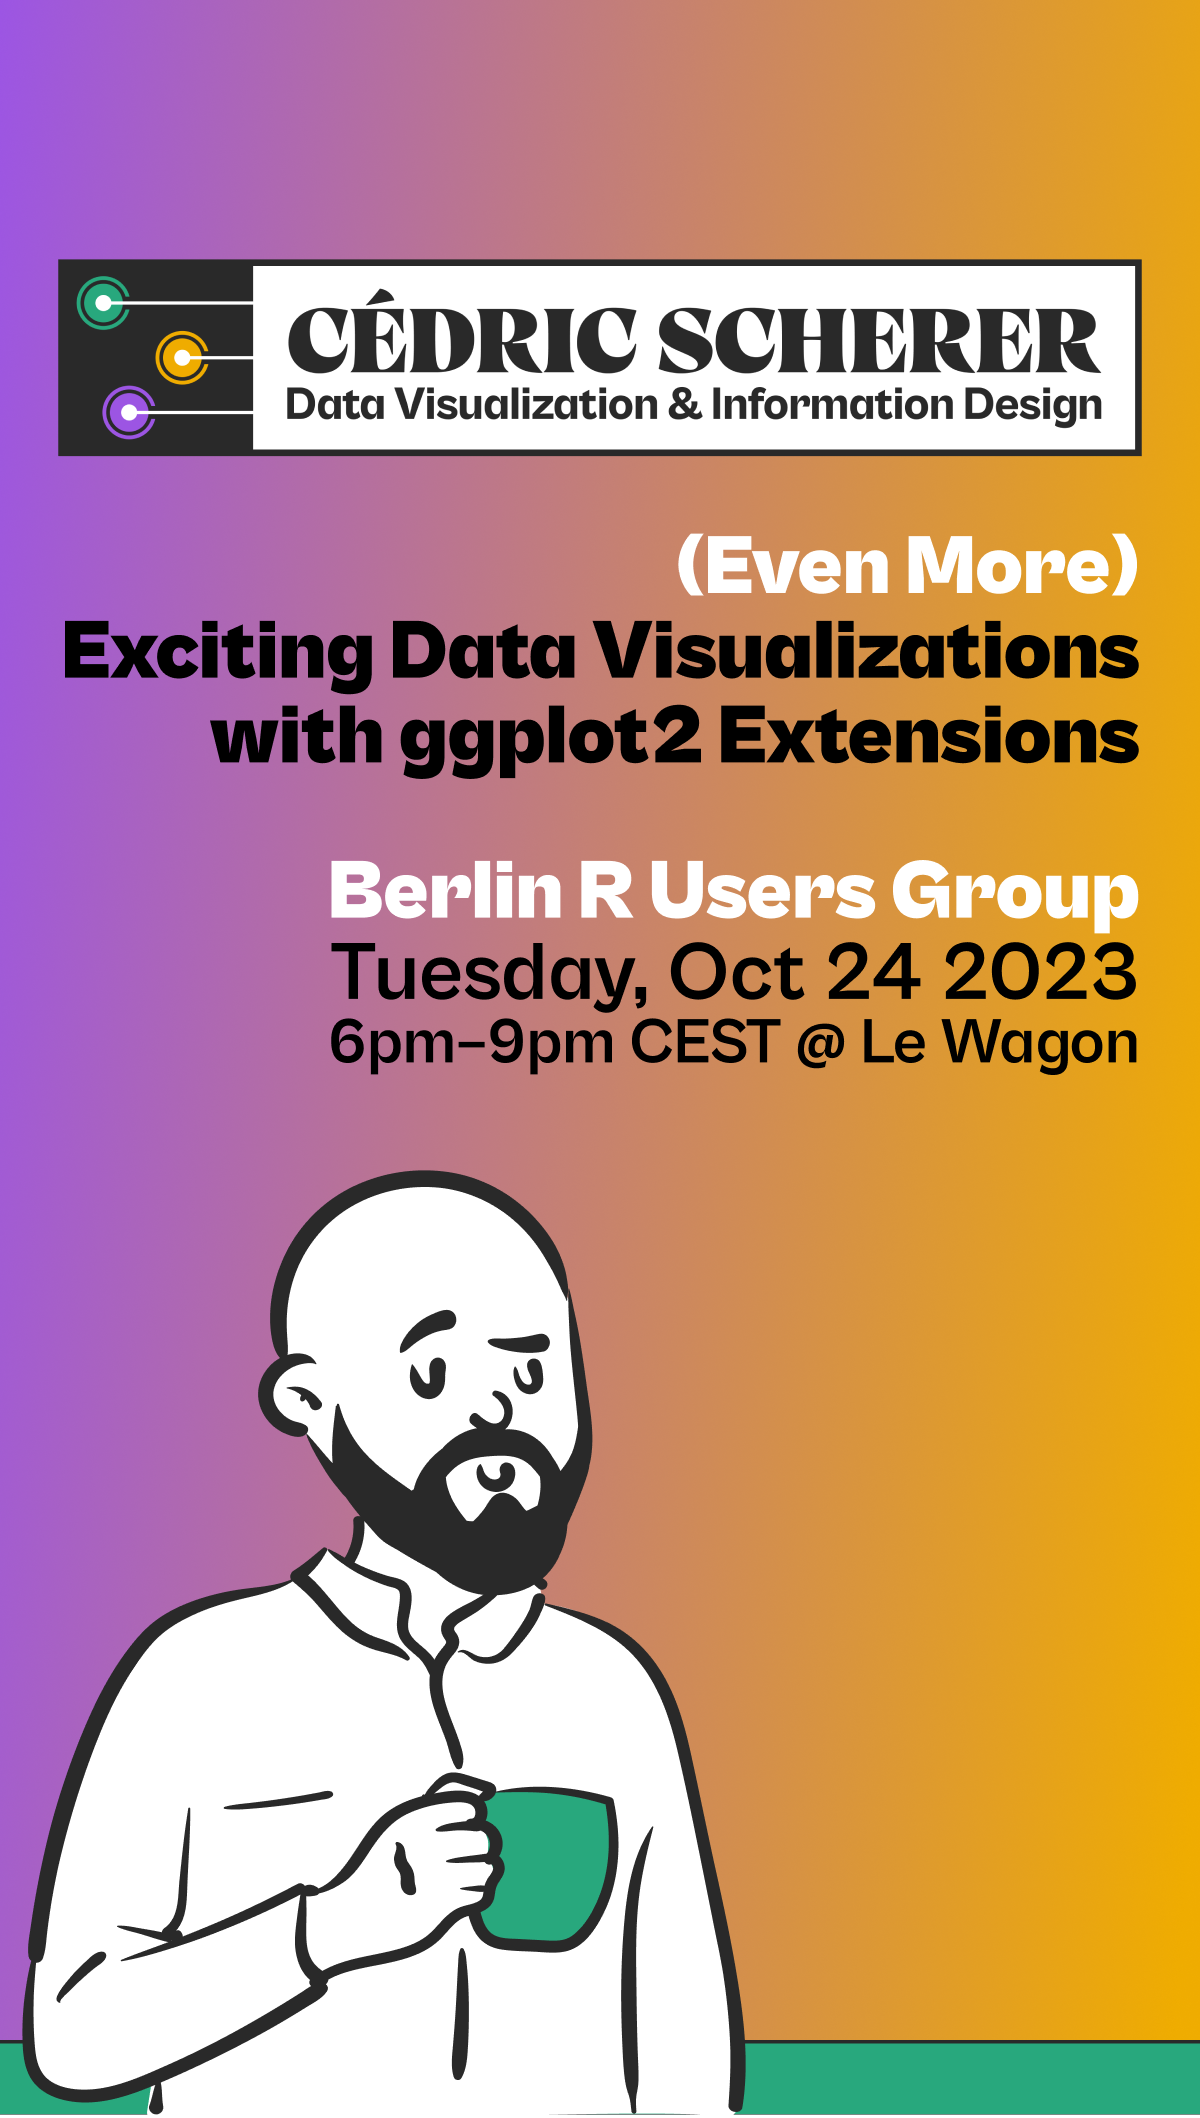 CÉDRIC SCHERER
Data Visualization & Information Design
(Even More)
Exciting Data Visualizations
with ggplot2 Extensions
Berlin R Users Group
Tuesday, Oct 24 2023
6pm–9pm CEST @ Le Wagon